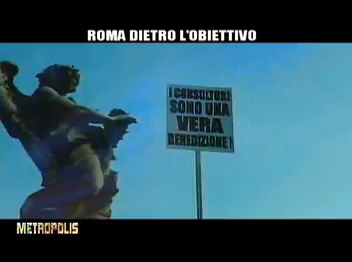 ROMA DIETRO L'OBIETTIVO
I CONSULTORI
SONO UNA
VERA
BENEDIZIONE!
METROPOLIS